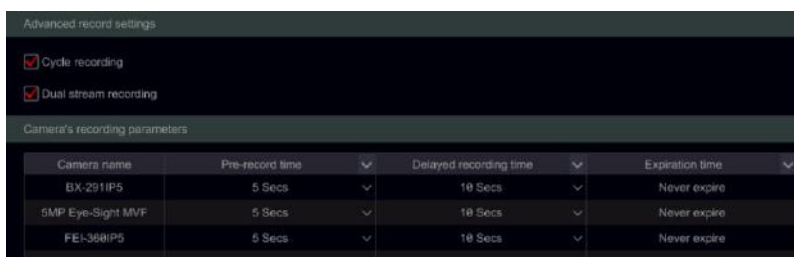 Advanced record settings
Cycle recording
Dual stream recording
Camera's recording parameters
Camera name Pre-record time Delayed recording time Expiration time
BX-291IP5 5 Secs 10 Secs Never expire
5MP Eye-Sight MVF 5 Secs 10 Secs Never expire
FEI-360IP5 5 Secs 10 Secs Never expire